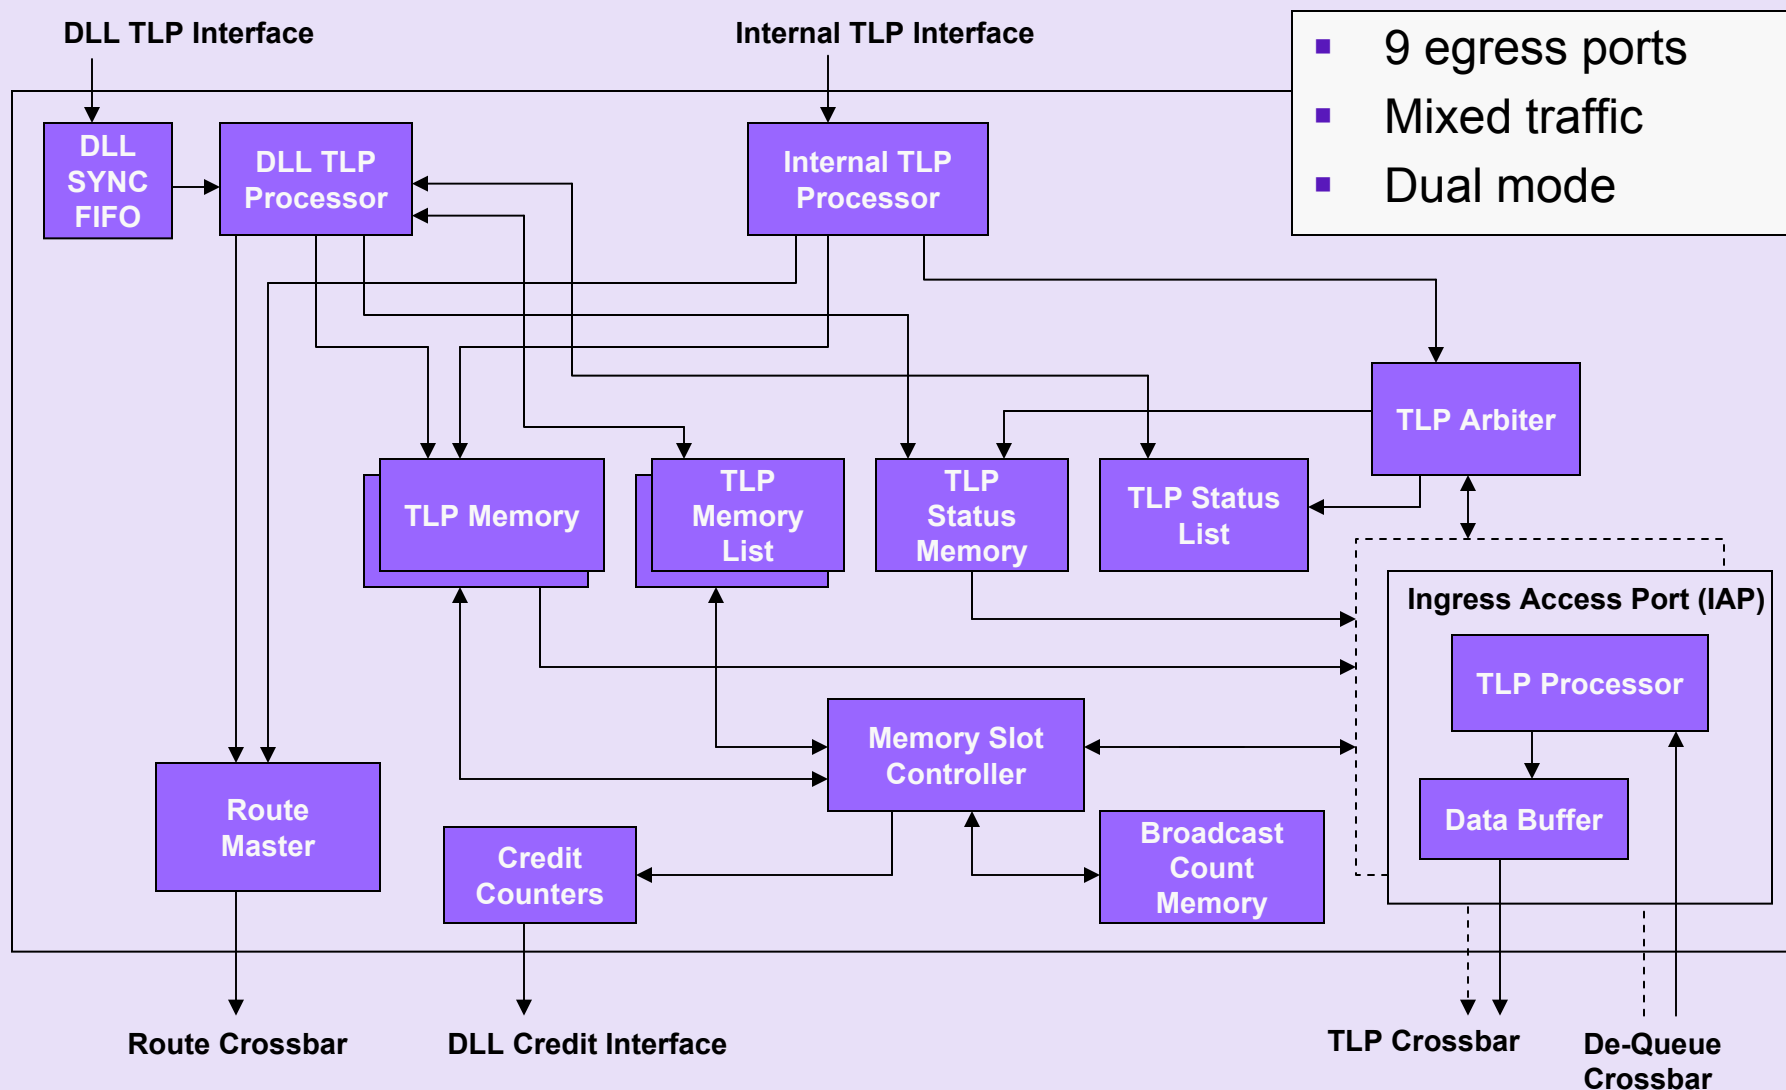 DLL TLP Interface
Internal TLP Interface
▪ 9 egress ports
▪ Mixed traffic
▪ Dual mode
DLL
SYNC
FIFO
DLL TLP
Processor
Internal TLP
Processor
TLP Arbiter
TLP Memory
TLP
Memory
List
TLP
Status
Memory
TLP Status
List
Ingress Access Port (IAP)
TLP Processor
Data Buffer
Memory Slot
Controller
Route
Master
Credit
Counters
Broadcast
Count
Memory
Route Crossbar
DLL Credit Interface
TLP Crossbar
De-Queue
Crossbar